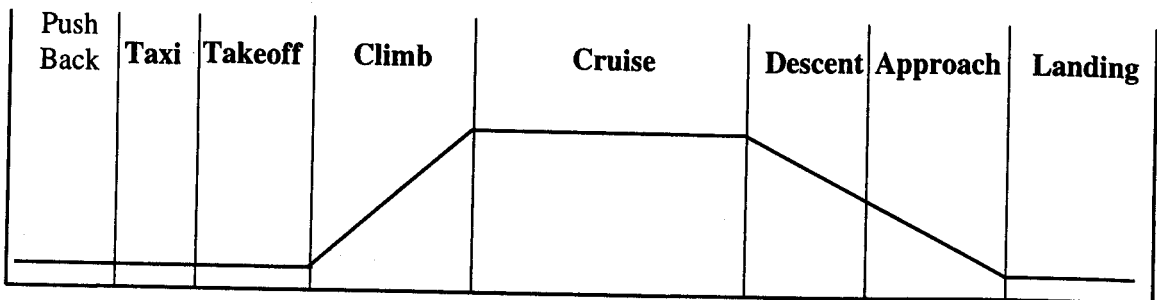 Push
Back
Taxi
Takeoff
Climb
Cruise
Descent
Approach
Landing